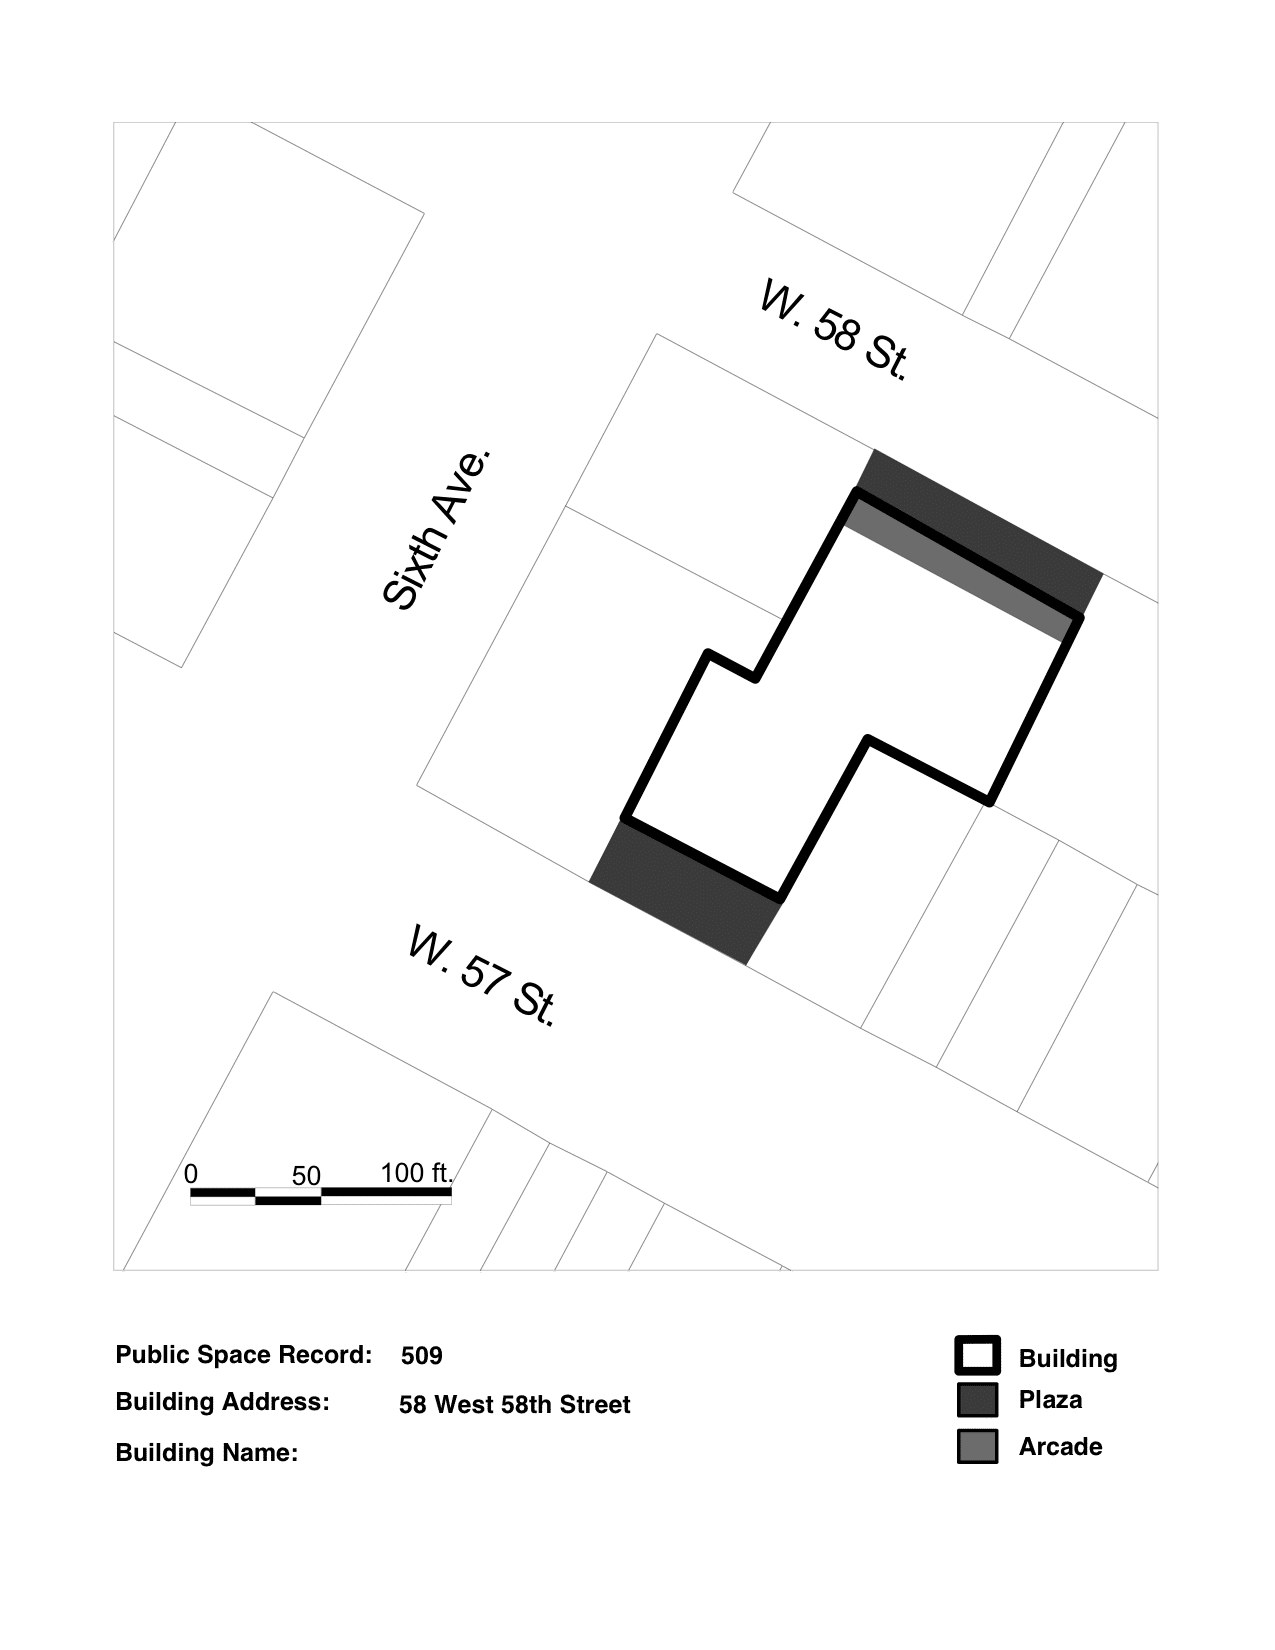 W. 58 St.
Sixth Ave.
W. 57 St.
0 50 100 ft.
Public Space Record: 509
Building Address: 58 West 58th Street
Building Name:
Building
Plaza
Arcade